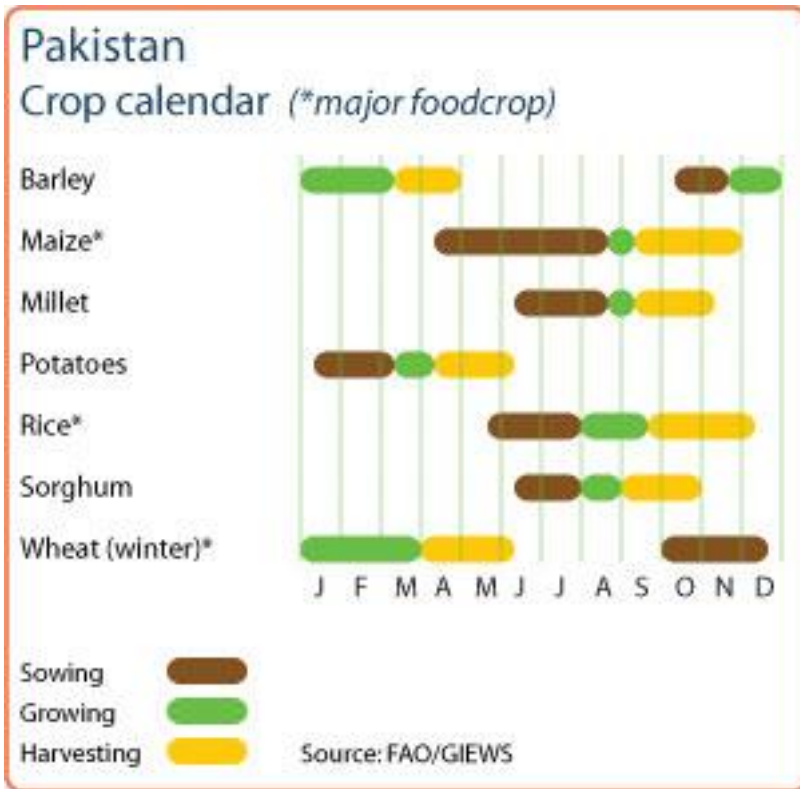 Pakistan
Crop calendar (*major foodcrop)
Barley
Maize*
Millet
Potatoes
Rice*
Sorghum
Wheat (winter)*
J F M A M J J A S O N D
Sowing
Growing
Harvesting
Source: FAO/GIEWS